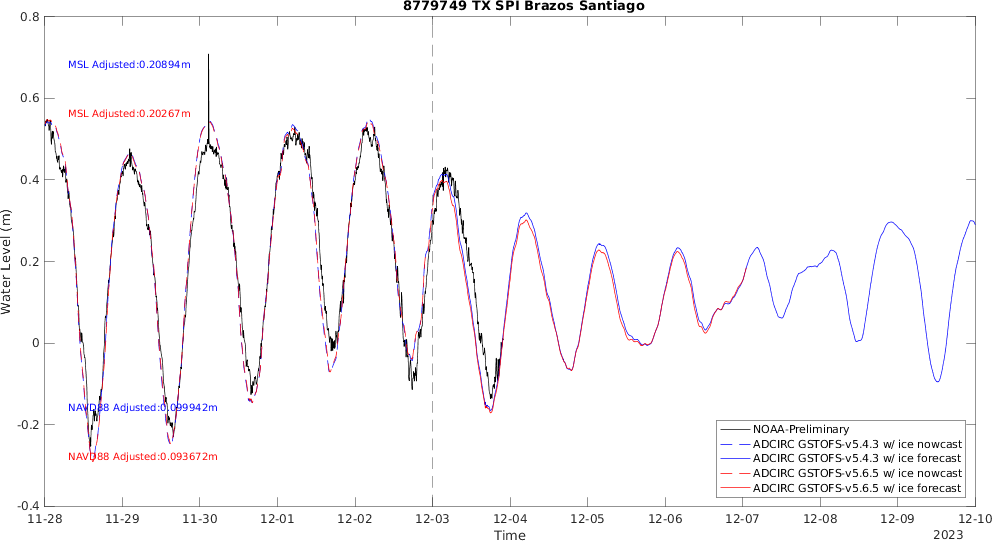 8779749 TX SPI Brazos Santiago
0.8
0.6
0.4
0.2
0
-0.2
-0.4
Water Level (m)
MSL Adjusted:0.20894m
MSL Adjusted:0.20267m
NAVD88 Adjusted:0.099942m
NAVD88 Adjusted:0.093672m
NOAA-Preliminary
ADCIRC GSTOFS-v5.4.3 w/ ice nowcast
ADCIRC GSTOFS-v5.4.3 w/ ice forecast
ADCIRC GSTOFS-v5.6.5 w/ ice nowcast
ADCIRC GSTOFS-v5.6.5 w/ ice forecast
11-28 11-29 11-30 12-01 12-02 12-03 12-04 12-05 12-06 12-07 12-08 12-09 12-10
Time
2023